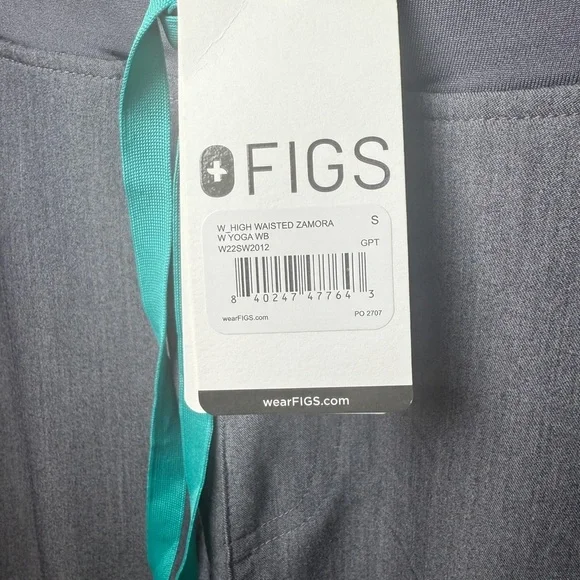 FIGS
W_HIGH WAISTED ZAMORA S
W YOGA WB
W22SW2012 GPT
8 40247 47764 3
wearFIGS.com PO 2707
wearFIGS.com